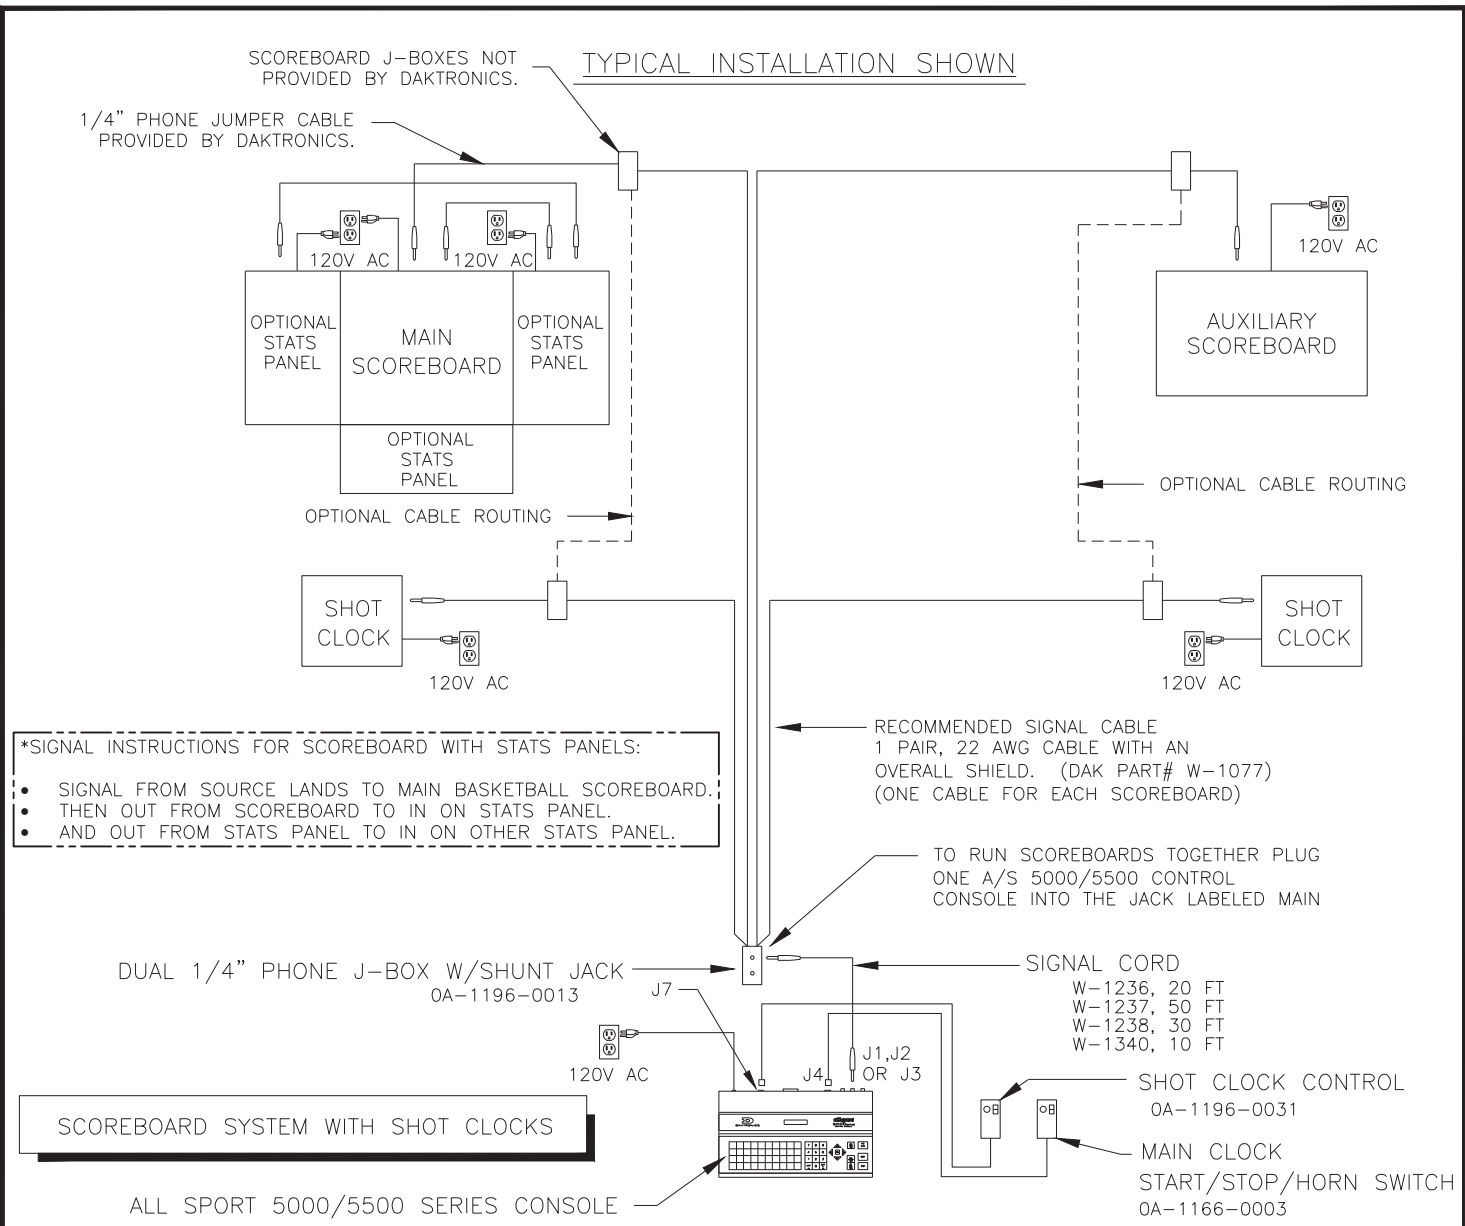 SCOREBOARD J-BOXES NOT
PROVIDED BY DAKTRONICS.
TYPICAL INSTALLATION SHOWN
1/4" PHONE JUMPER CABLE
PROVIDED BY DAKTRONICS.
120V AC
120V AC
120V AC
OPTIONAL
STATS
PANEL
MAIN
SCOREBOARD
OPTIONAL
STATS
PANEL
AUXILIARY
SCOREBOARD
OPTIONAL
STATS
PANEL
OPTIONAL CABLE ROUTING
OPTIONAL CABLE ROUTING
SHOT
CLOCK
120V AC
SHOT
CLOCK
120V AC
RECOMMENDED SIGNAL CABLE
1 PAIR, 22 AWG CABLE WITH AN
OVERALL SHIELD. (DAK PART# W-1077)
(ONE CABLE FOR EACH SCOREBOARD)
*SIGNAL INSTRUCTIONS FOR SCOREBOARD WITH STATS PANELS:
• SIGNAL FROM SOURCE LANDS TO MAIN BASKETBALL SCOREBOARD.
• THEN OUT FROM SCOREBOARD TO IN ON STATS PANEL.
• AND OUT FROM STATS PANEL TO IN ON OTHER STATS PANEL.
TO RUN SCOREBOARDS TOGETHER PLUG
ONE A/S 5000/5500 CONTROL
CONSOLE INTO THE JACK LABELED MAIN
DUAL 1/4" PHONE J-BOX W/SHUNT JACK
0A-1196-0013
SIGNAL CORD
W-1236, 20 FT
W-1237, 50 FT
W-1238, 30 FT
W-1340, 10 FT
J7
120V AC
J4
J1,J2
OR J3
SHOT CLOCK CONTROL
0A-1196-0031
DAKTRONICS
SCOREBOARD SYSTEM WITH SHOT CLOCKS
MAIN CLOCK
START/STOP/HORN SWITCH
0A-1166-0003
ALL SPORT 5000/5500 SERIES CONSOLE